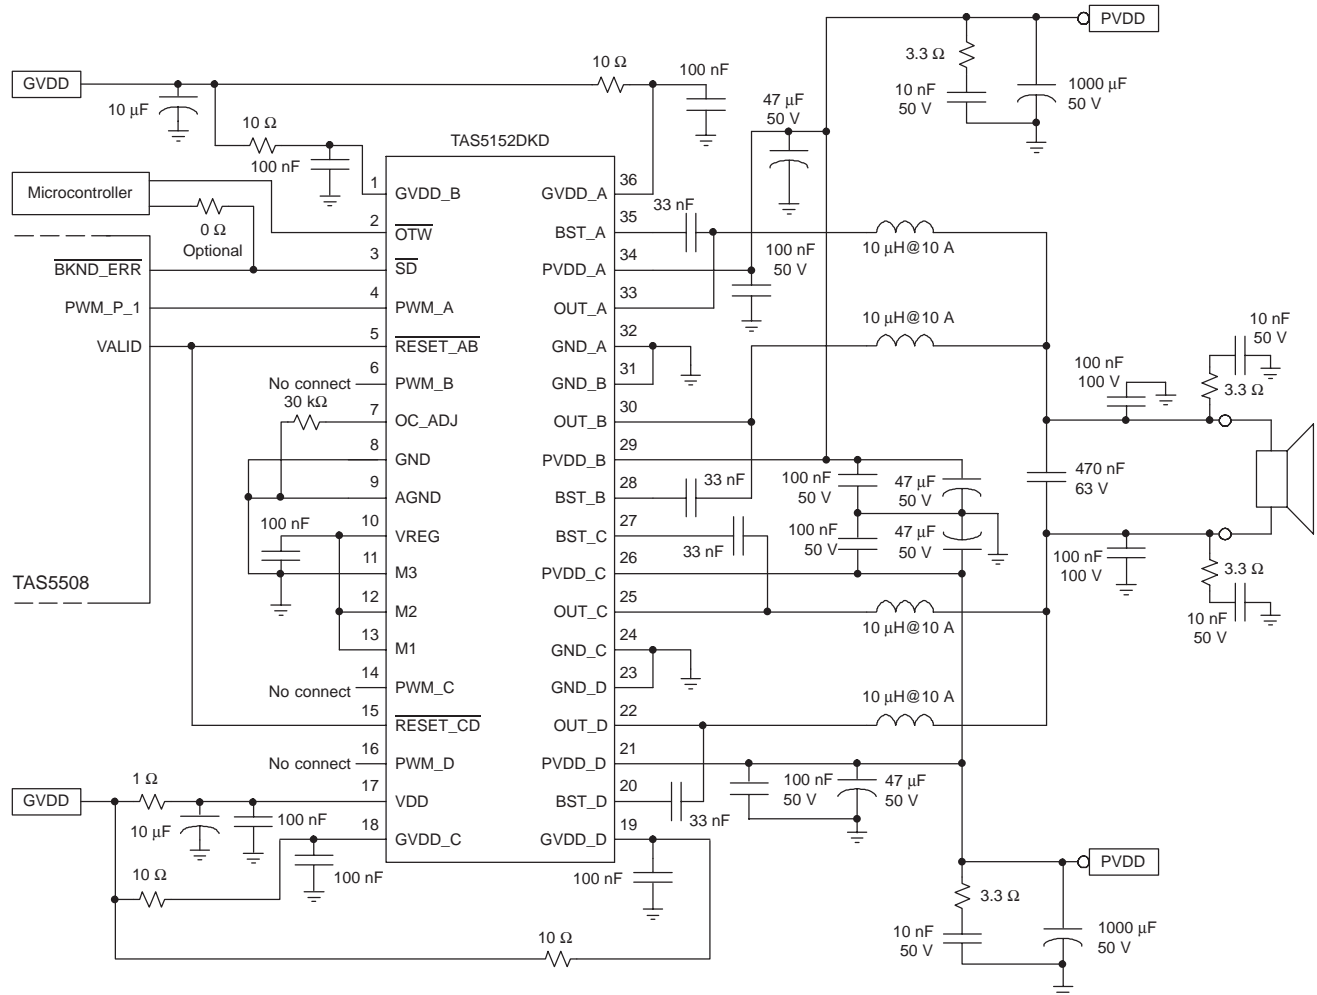 PVDD
3.3 Ω
10 nF
50 V
1000 µF
50 V
GVDD
10 µF
10 Ω
100 nF
47 µF
50 V
10 Ω
100 nF
TAS5152DKD
Microcontroller
0 Ω
Optional
BKND_ERR
PWM_P_1
VALID
TAS5508
1 GVDD_B
2 OTW
3 SD
4 PWM_A
5 RESET_AB
No connect 6 PWM_B
30 kΩ
7 OC_ADJ
8 GND
9 AGND
100 nF
10 VREG
11 M3
12 M2
13 M1
No connect 14 PWM_C
15 RESET_CD
No connect 16 PWM_D
17 VDD
18 GVDD_C
GVDD_A 36
BST_A 35
PVDD_A 34
OUT_A 33
GND_A 32
GND_B 31
OUT_B 30
PVDD_B 29
BST_B 28
BST_C 27
PVDD_C 26
OUT_C 25
GND_C 24
GND_D 23
OUT_D 22
PVDD_D 21
BST_D 20
GVDD_D 19
33 nF
100 nF
50 V
10 µH@10 A
10 µH@10 A
10 nF
50 V
3.3 Ω
100 nF
100 V
33 nF
100 nF
50 V
47 µF
50 V
470 nF
63 V
33 nF
100 nF
50 V
47 µF
50 V
100 nF
100 V
3.3 Ω
10 nF
50 V
10 µH@10 A
10 µH@10 A
100 nF
50 V
47 µF
50 V
33 nF
GVDD
1 Ω
10 µF
100 nF
10 Ω
100 nF
100 nF
10 Ω
PVDD
3.3 Ω
10 nF
50 V
1000 µF
50 V